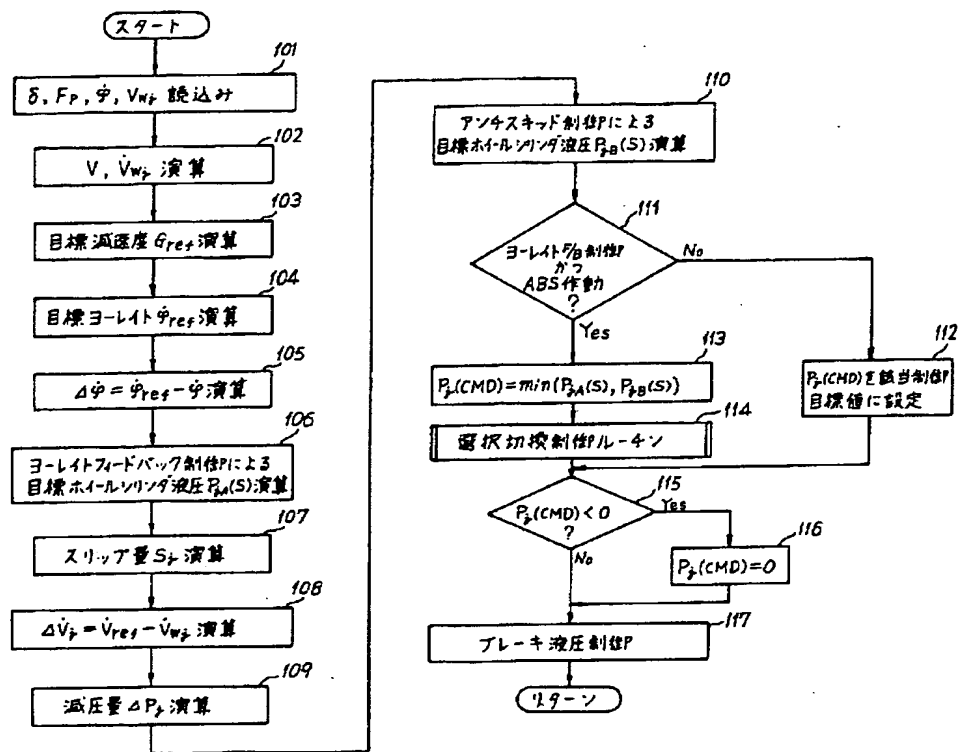 スタート
101
δ, FP, φ̇, VWj 読込み
102
V, V̇Wj 演算
103
目標減速度 Gref 演算
104
目標ヨーレイト φ̇ref 演算
105
Δφ̇ = φ̇ref - φ̇ 演算
106
ヨーレイトフィードバック制御による
目標ホイールシリンダ液圧 PjA(S) 演算
107
スリップ量 Sj 演算
108
ΔV̇j = V̇ref - V̇Wj 演算
109
減圧量 ΔPj 演算
110
アンチスキッド制御による
目標ホイールシリンダ液圧 PjB(S) 演算
111
ヨーレイトF/B制御
かつ
ABS作動
?
No
Yes
112
Pj(CMD)を該当制御
目標値に設定
113
Pj(CMD)=min(PjA(S), PjB(S))
114
選択切換制御ルーチン
115
Pj(CMD)<0
?
Yes
No
116
Pj(CMD)=0
117
ブレーキ液圧制御
リターン